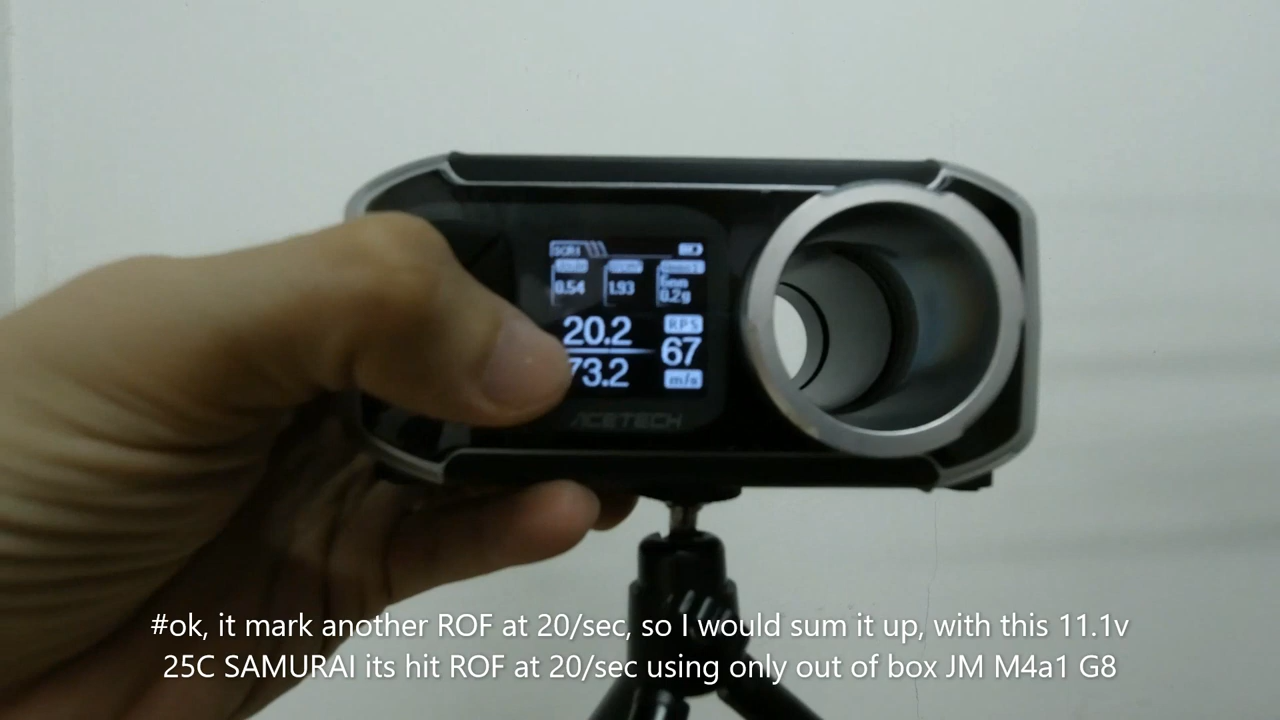 0.54 1.93 6mm
0.2g
20.2 RPS
67
73.2 m/s
ACETECH
#ok, it mark another ROF at 20/sec, so I would sum it up, with this 11.1v
25C SAMURAI its hit ROF at 20/sec using only out of box JM M4a1 G8